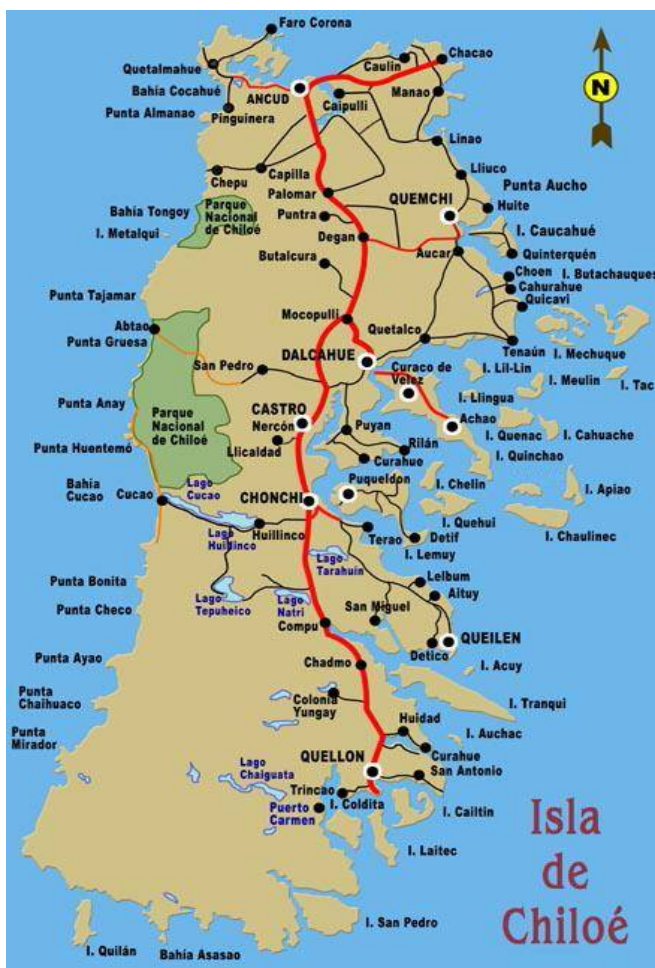 Faro Corona
Quetalmahue
Caulin
Chacao
Bahía Cocahué
ANCUD
Manao
Punta Almanao
Pinguinera
Caipulli
N
Linao
Chepu
Capilla
Lliuco
Palomar
QUEMCHI
Punta Aucho
Parque
Nacional
de Chiloé
Bahía Tongoy
Puntra
Huite
I. Metalqui
Degan
I. Caucahué
Butalcura
Aucar
Quinterquén
Choen
I. Butachauques
Cahurahue
Punta Tajamar
Quicavi
Mocopulli
Abtao
Quetalco
Punta Gruesa
Tenaún
I. Mechuque
DALCAHUE
San Pedro
Curaco de
Velez
I. Lil-Lin
I. Meulin
I. Tac
I. Llingua
Punta Anay
Achao
Parque
Nacional
de Chiloé
CASTRO
Nercón
Puyan
I. Quenac
I. Cahuache
Punta Huentemó
Llicaldad
Rilán
I. Quinchao
Curahue
Bahía
Cucao
Lago
Cucao
I. Chelin
I. Apiao
Cucao
CHONCHI
Puqueldon
I. Quehui
Huillinco
I. Chaulinec
Lago
Huillinco
Terao
Detif
I. Lemuy
Lago
Tarahuín
Punta Bonita
Lago
Tepuheico
Lago
Natri
Lelbum
Aituy
Punta Checo
San Miguel
Compu
QUEILEN
Detico
Punta Ayao
Chadmo
I. Acuy
Punta
Chaihuaco
Colonia
Yungay
I. Tranqui
Huidad
I. Auchac
Punta
Mirador
QUELLON
Curahue
Lago
Chaiguata
San Antonio
Trincao
I. Coldita
Puerto
Carmen
I. Cailtin
I. Laitec
Isla
de
Chiloé
I. San Pedro
I. Quilán
Bahía Asasao